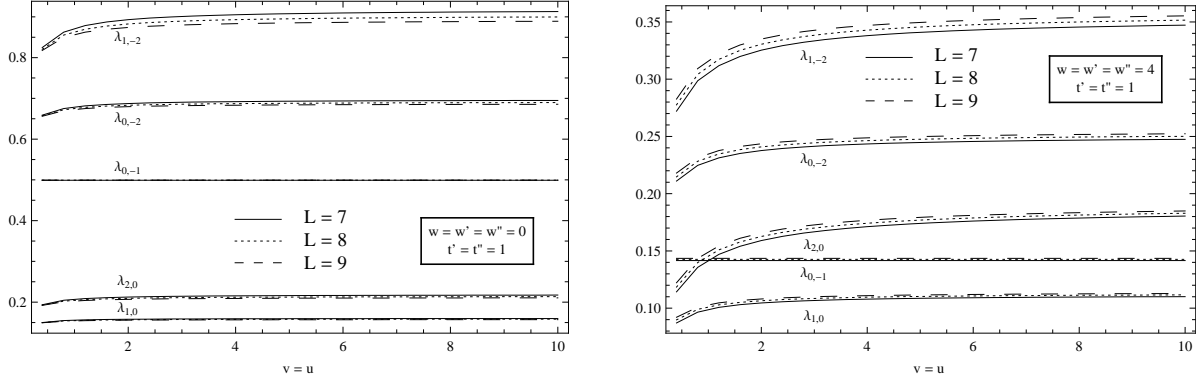 0.8
0.6
0.4
0.2
2
4
6
8
10
v = u
λ1,-2
λ0,-2
λ0,-1
λ2,0
λ1,0
L = 7
L = 8
L = 9
w = w' = w'' = 0
t' = t'' = 1
0.35
0.30
0.25
0.20
0.15
0.10
2
4
6
8
10
v = u
λ1,-2
λ0,-2
λ2,0
λ0,-1
λ1,0
L = 7
L = 8
L = 9
w = w' = w'' = 4
t' = t'' = 1